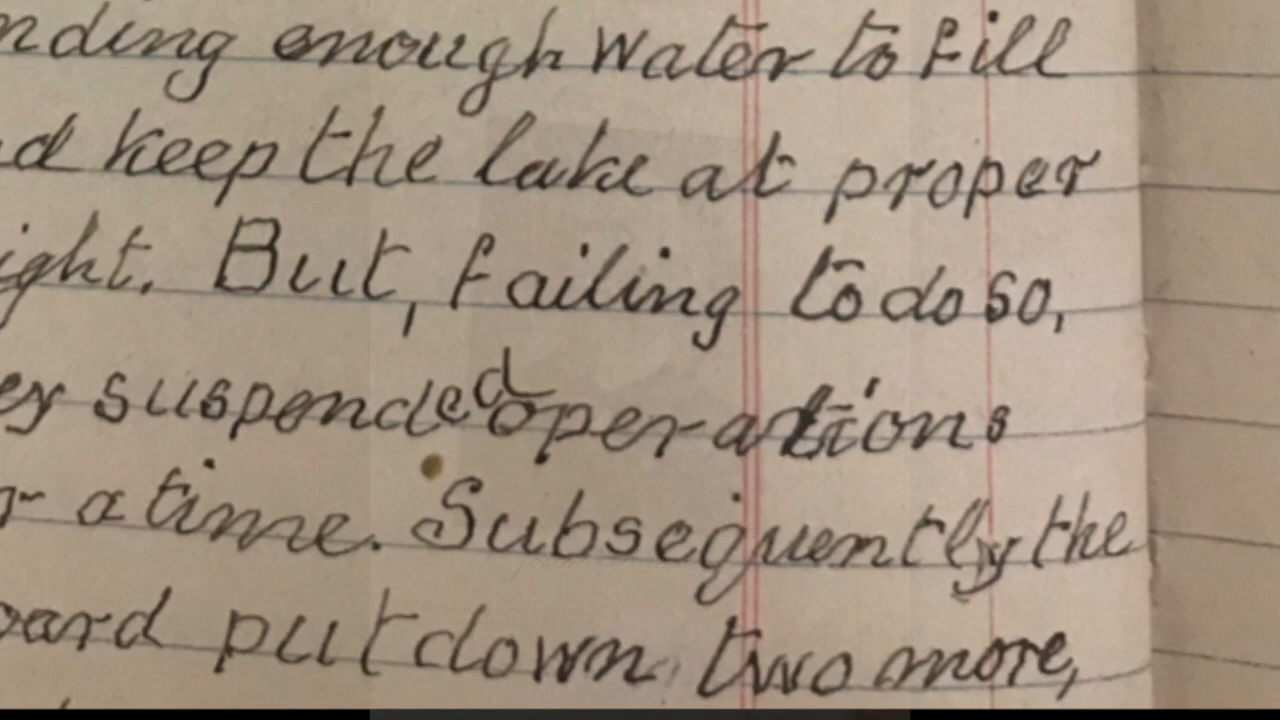 nding enough water to fill
d keep the lake at proper
ight. But, failing to do so,
ey suspended operations
r a time. Subsequently the
oard put down two more,